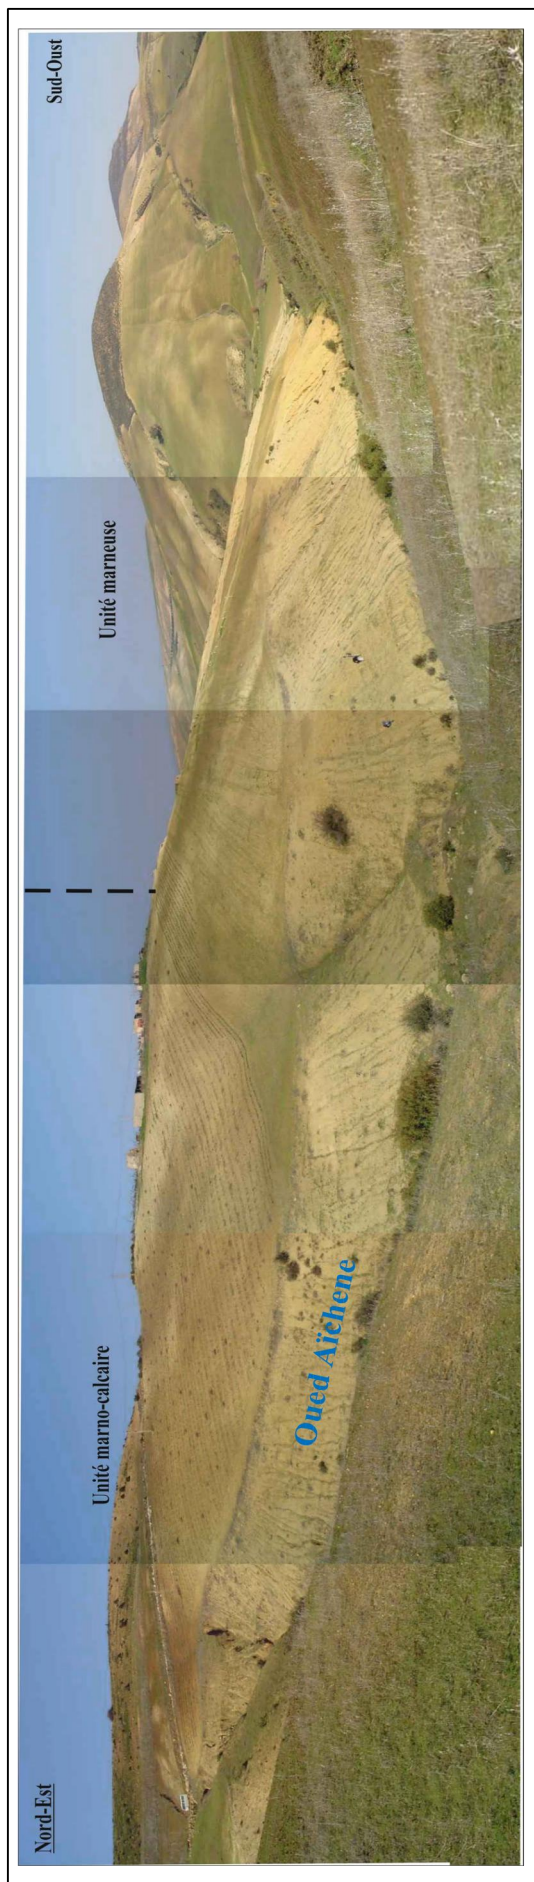 Nord-Est
Unité marno-calcaire
Unité marneuse
Sud-Oust
Oued Aïchene